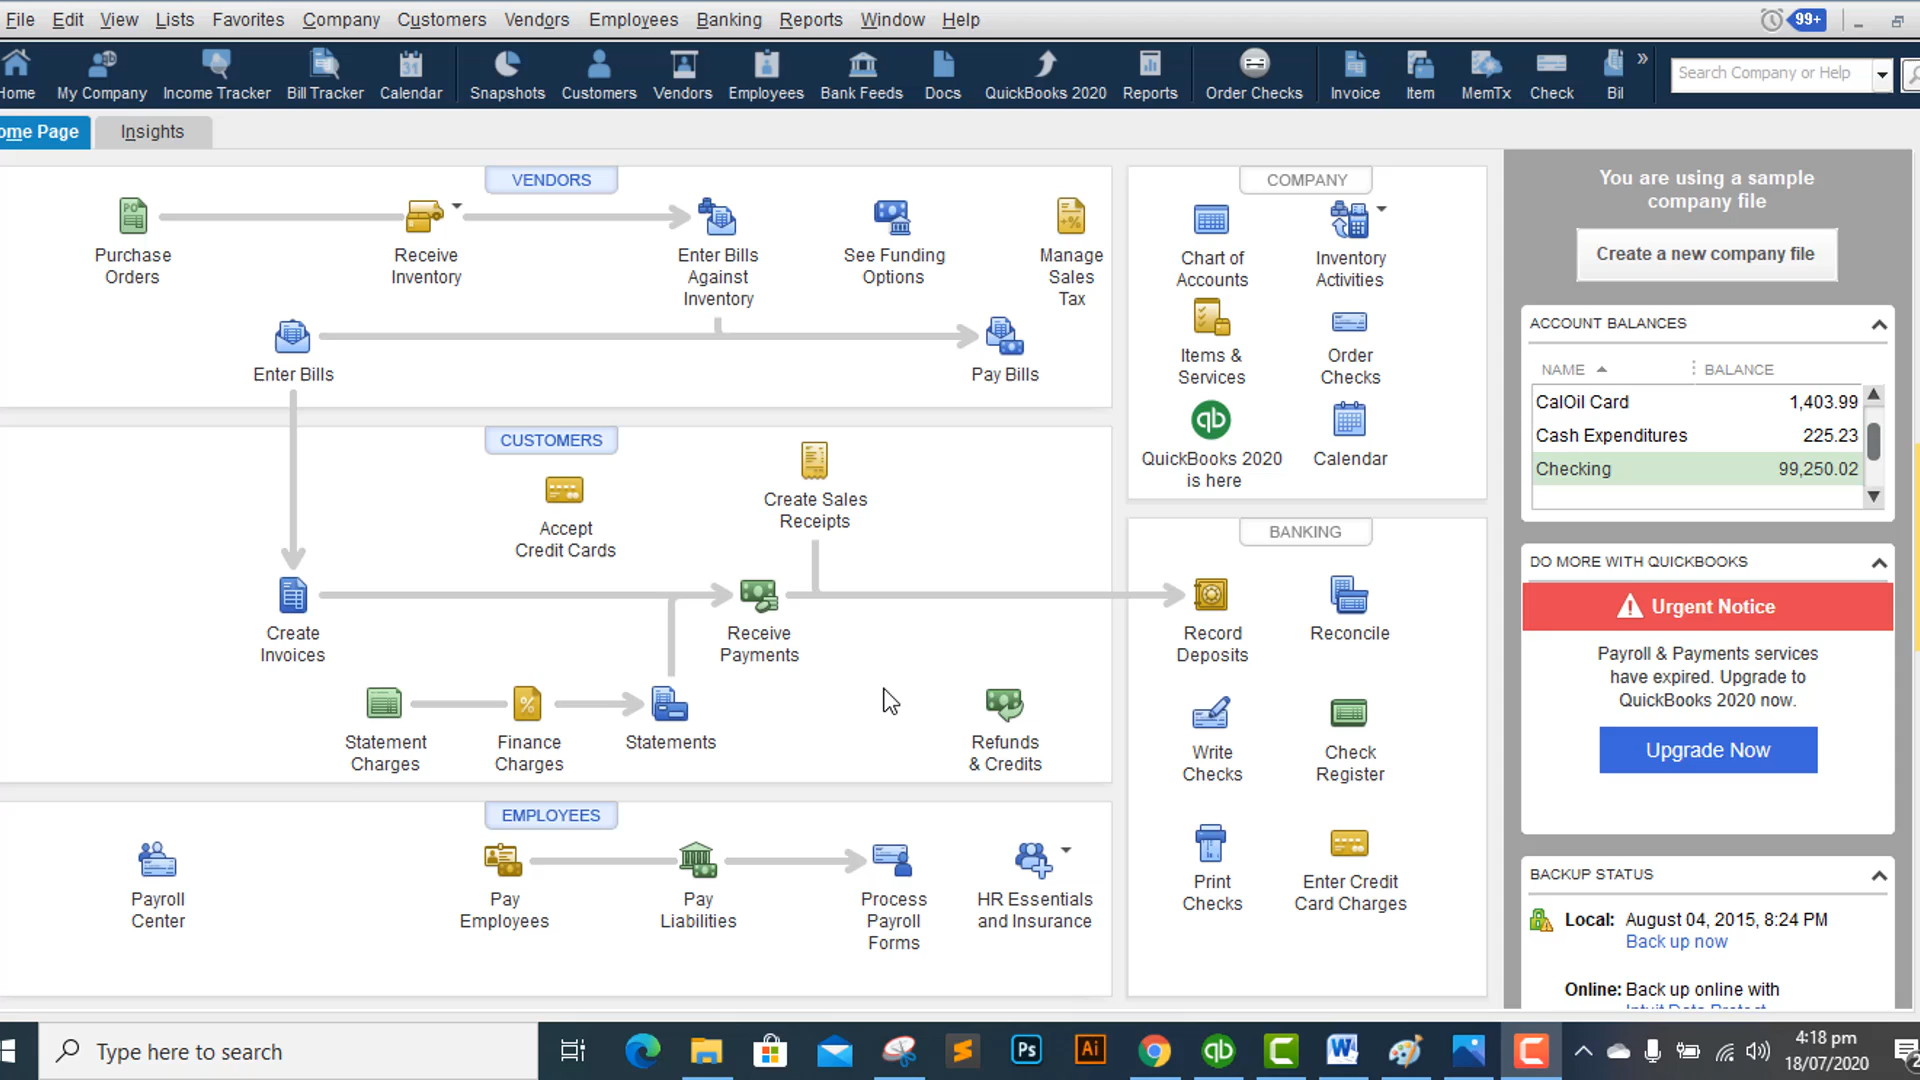 File Edit View Lists Favorites Company Customers Vendors Employees Banking Reports Window Help
99+
Home My Company Income Tracker Bill Tracker Calendar Snapshots Customers Vendors Employees Bank Feeds Docs QuickBooks 2020 Reports Order Checks Invoice Item MemTx Check Bil
Search Company or Help
ome Page
Insights
VENDORS
PO
Purchase
Orders
Receive
Inventory
Enter Bills
Against
Inventory
See Funding
Options
Manage
Sales
Tax
Enter Bills
Pay Bills
CUSTOMERS
Accept
Credit Cards
Create Sales
Receipts
Create
Invoices
Receive
Payments
Statement
Charges
Finance
Charges
Statements
Refunds
& Credits
EMPLOYEES
Payroll
Center
Pay
Employees
Pay
Liabilities
Process
Payroll
Forms
HR Essentials
and Insurance
COMPANY
Chart of
Accounts
Inventory
Activities
Items &
Services
Order
Checks
qb
QuickBooks 2020
is here
Calendar
BANKING
Record
Deposits
Reconcile
Write
Checks
Check
Register
Print
Checks
Enter Credit
Card Charges
You are using a sample
company file
Create a new company file
ACCOUNT BALANCES
NAME BALANCE
CalOil Card 1,403.99
Cash Expenditures 225.23
Checking 99,250.02
DO MORE WITH QUICKBOOKS
Urgent Notice
Payroll & Payments services
have expired. Upgrade to
QuickBooks 2020 now.
Upgrade Now
BACKUP STATUS
Local: August 04, 2015, 8:24 PM
Back up now
Online: Back up online with
Intuit Data Protect
Type here to search
Ps
Ai
qb
4:18 pm
18/07/2020
2